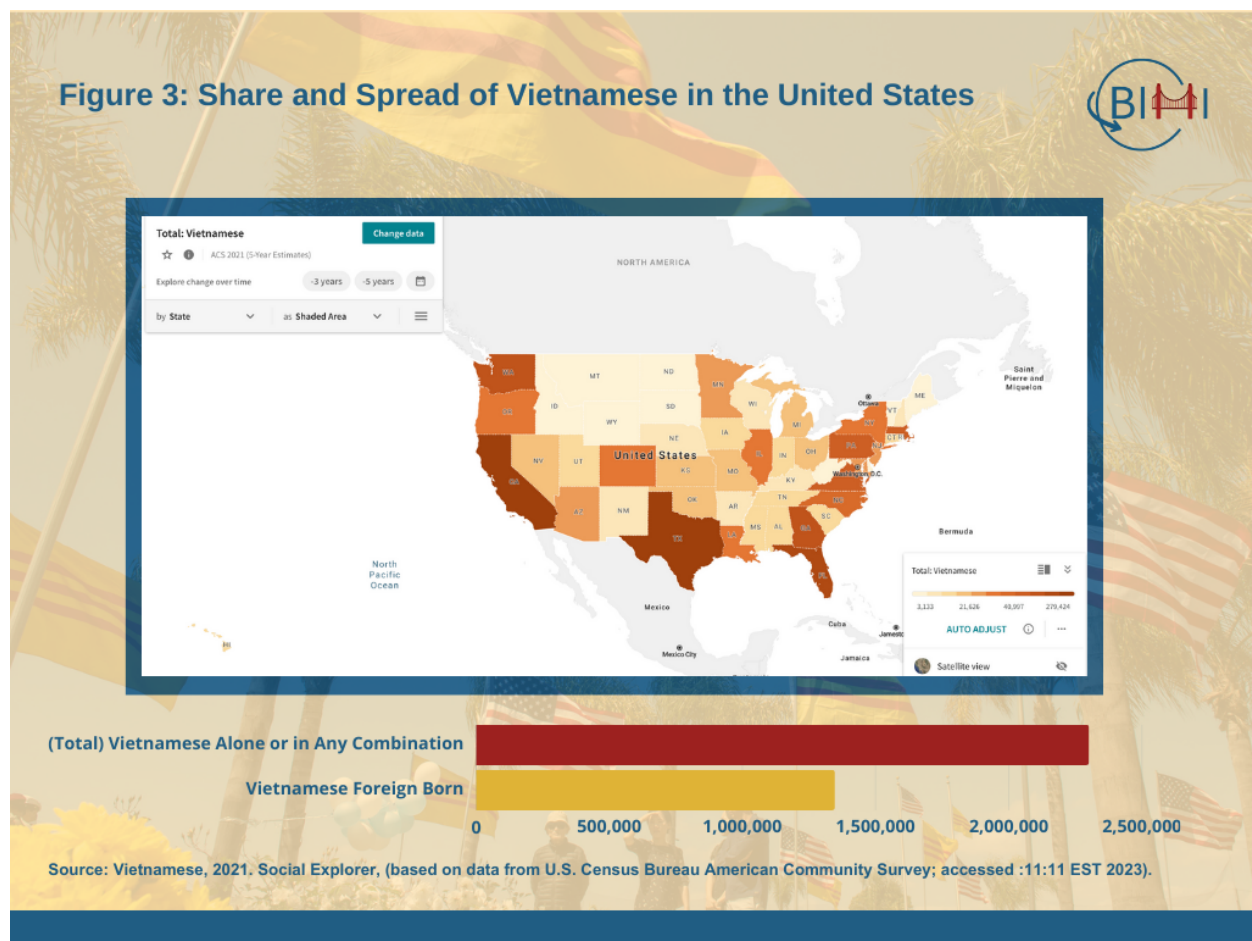 Figure 3: Share and Spread of Vietnamese in the United States
BIHI
Total: Vietnamese
Change data
ACS 2021 (5-Year Estimates)
Explore change over time
-3 years
-5 years
by State
as Shaded Area
NORTH AMERICA
Saint
Pierre and
Miquelon
WA
MT
ND
MN
OR
ID
WY
SD
WI
MI
Ottawa
NY
VT
ME
NV
UT
United States
NE
IA
IL
IN
OH
PA
NJ
CT
RI
CA
KS
MO
KY
Washington, D.C.
AZ
NM
OK
AR
TN
NC
SC
TX
LA
MS
AL
GA
FL
Bermuda
North
Pacific
Ocean
HI
Mexico
Mexico City
Cuba
Jamaica
Total: Vietnamese
3,133
21,626
40,997
279,424
AUTO ADJUST
Satellite view
(Total) Vietnamese Alone or in Any Combination
Vietnamese Foreign Born
0 500,000 1,000,000 1,500,000 2,000,000 2,500,000
Source: Vietnamese, 2021. Social Explorer, (based on data from U.S. Census Bureau American Community Survey; accessed :11:11 EST 2023).